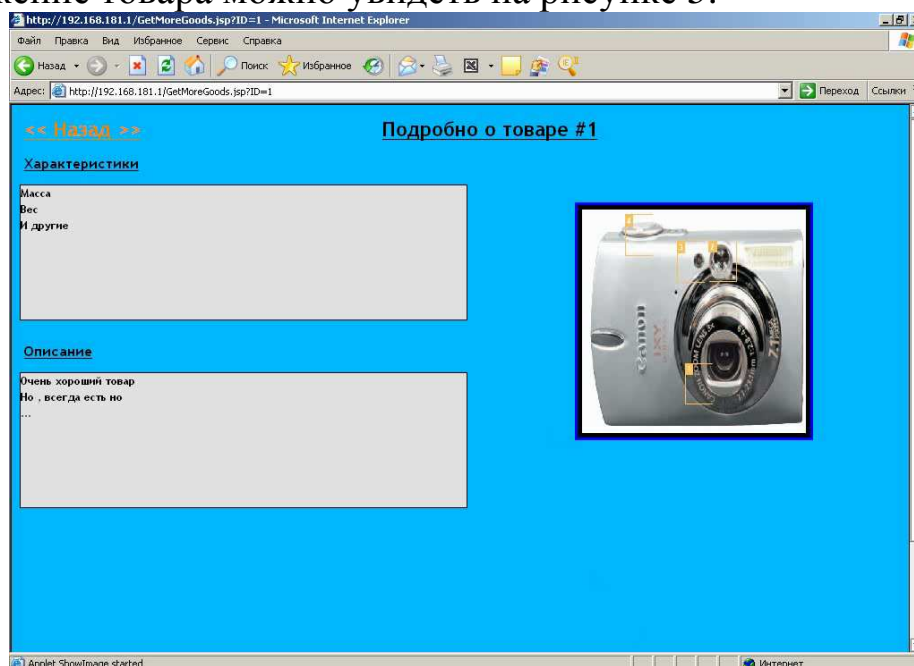 жение товара можно увидеть на рисунке 5.
http://192.168.181.1/GetMoreGoods.jsp?ID=1 - Microsoft Internet Explorer
Файл Правка Вид Избранное Сервис Справка
Назад Поиск Избранное
Адрес: http://192.168.181.1/GetMoreGoods.jsp?ID=1 Переход Ссылки
<< Назад >> Подробно о товаре #1
Характеристики
Масса
Вес
И другие
Canon
IXY
Описание
Очень хороший товар
Но , всегда есть но
...
Applet ShowImage started Интернет